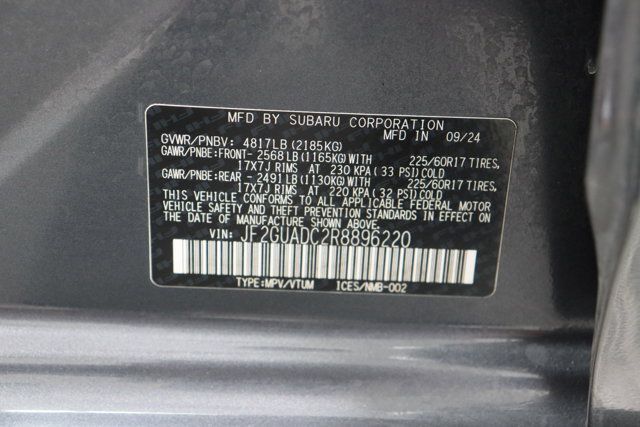 MFD BY SUBARU CORPORATION
GVWR/PNBV: 4817LB (2185KG) MFD IN 09/24
GAWR/PNBE:FRONT- 2568LB(1165KG)WITH 225/60R17 TIRES,
17X7J RIMS AT 230 KPA (33 PSI)COLD
GAWR/PNBE:REAR - 2491LB(1130KG)WITH 225/60R17 TIRES,
17X7J RIMS AT 220 KPA (32 PSI)COLD
THIS VEHICLE CONFORMS TO ALL APPLICABLE FEDERAL MOTOR
VEHICLE SAFETY AND THEFT PREVENTION STANDARDS IN EFFECT
ON THE DATE OF MANUFACTURE SHOWN ABOVE.
VIN: JF2GUADC2R8896220
TYPE:MPV/VTUM ICES/NMB-002